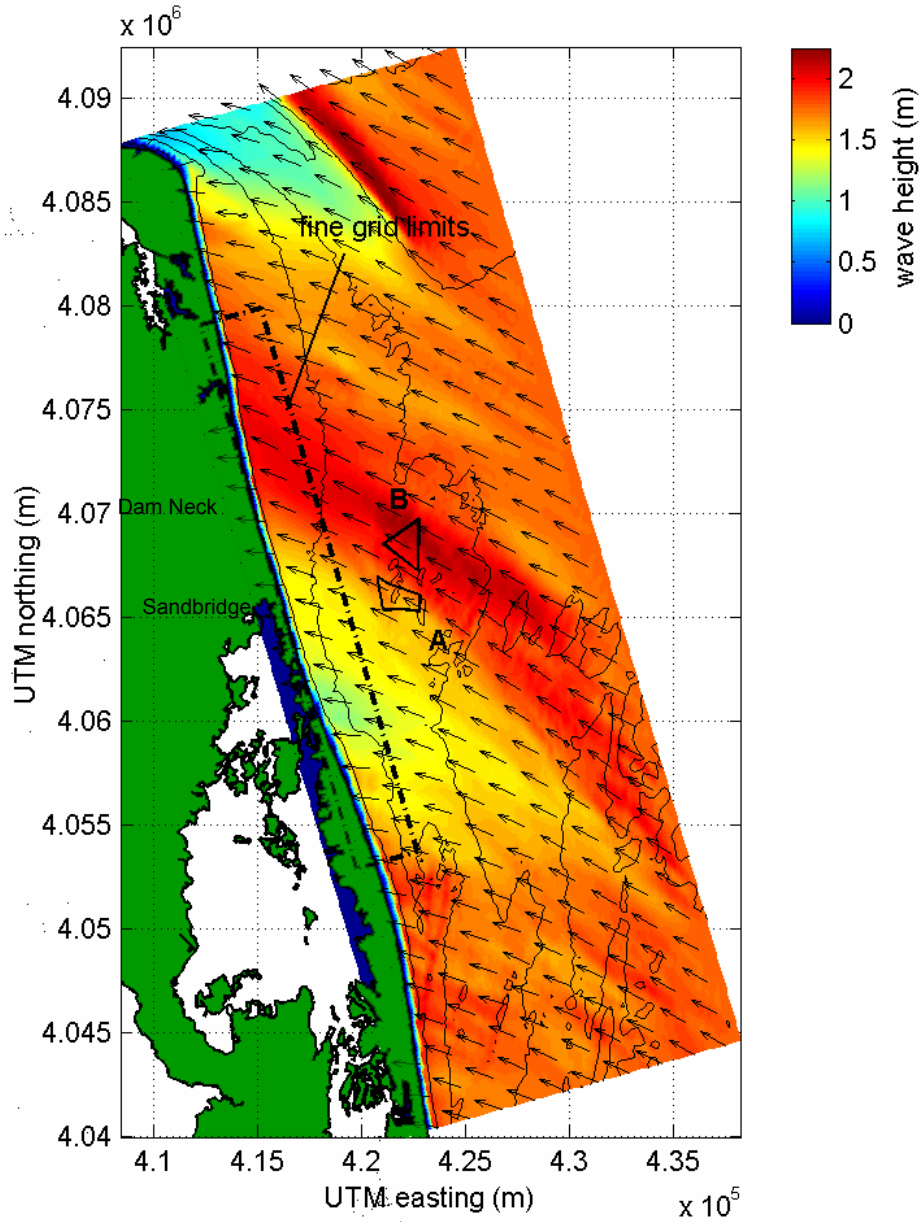 x 10^6
4.09
4.085
4.08
4.075
4.07
4.065
4.06
4.055
4.05
4.045
4.04
UTM northing (m)
fine grid limits
Dam Neck
Sandbridge
B
A
4.1
4.15
4.2
4.25
4.3
4.35
UTM easting (m)
x 10^5
2
1.5
1
0.5
0
wave height (m)